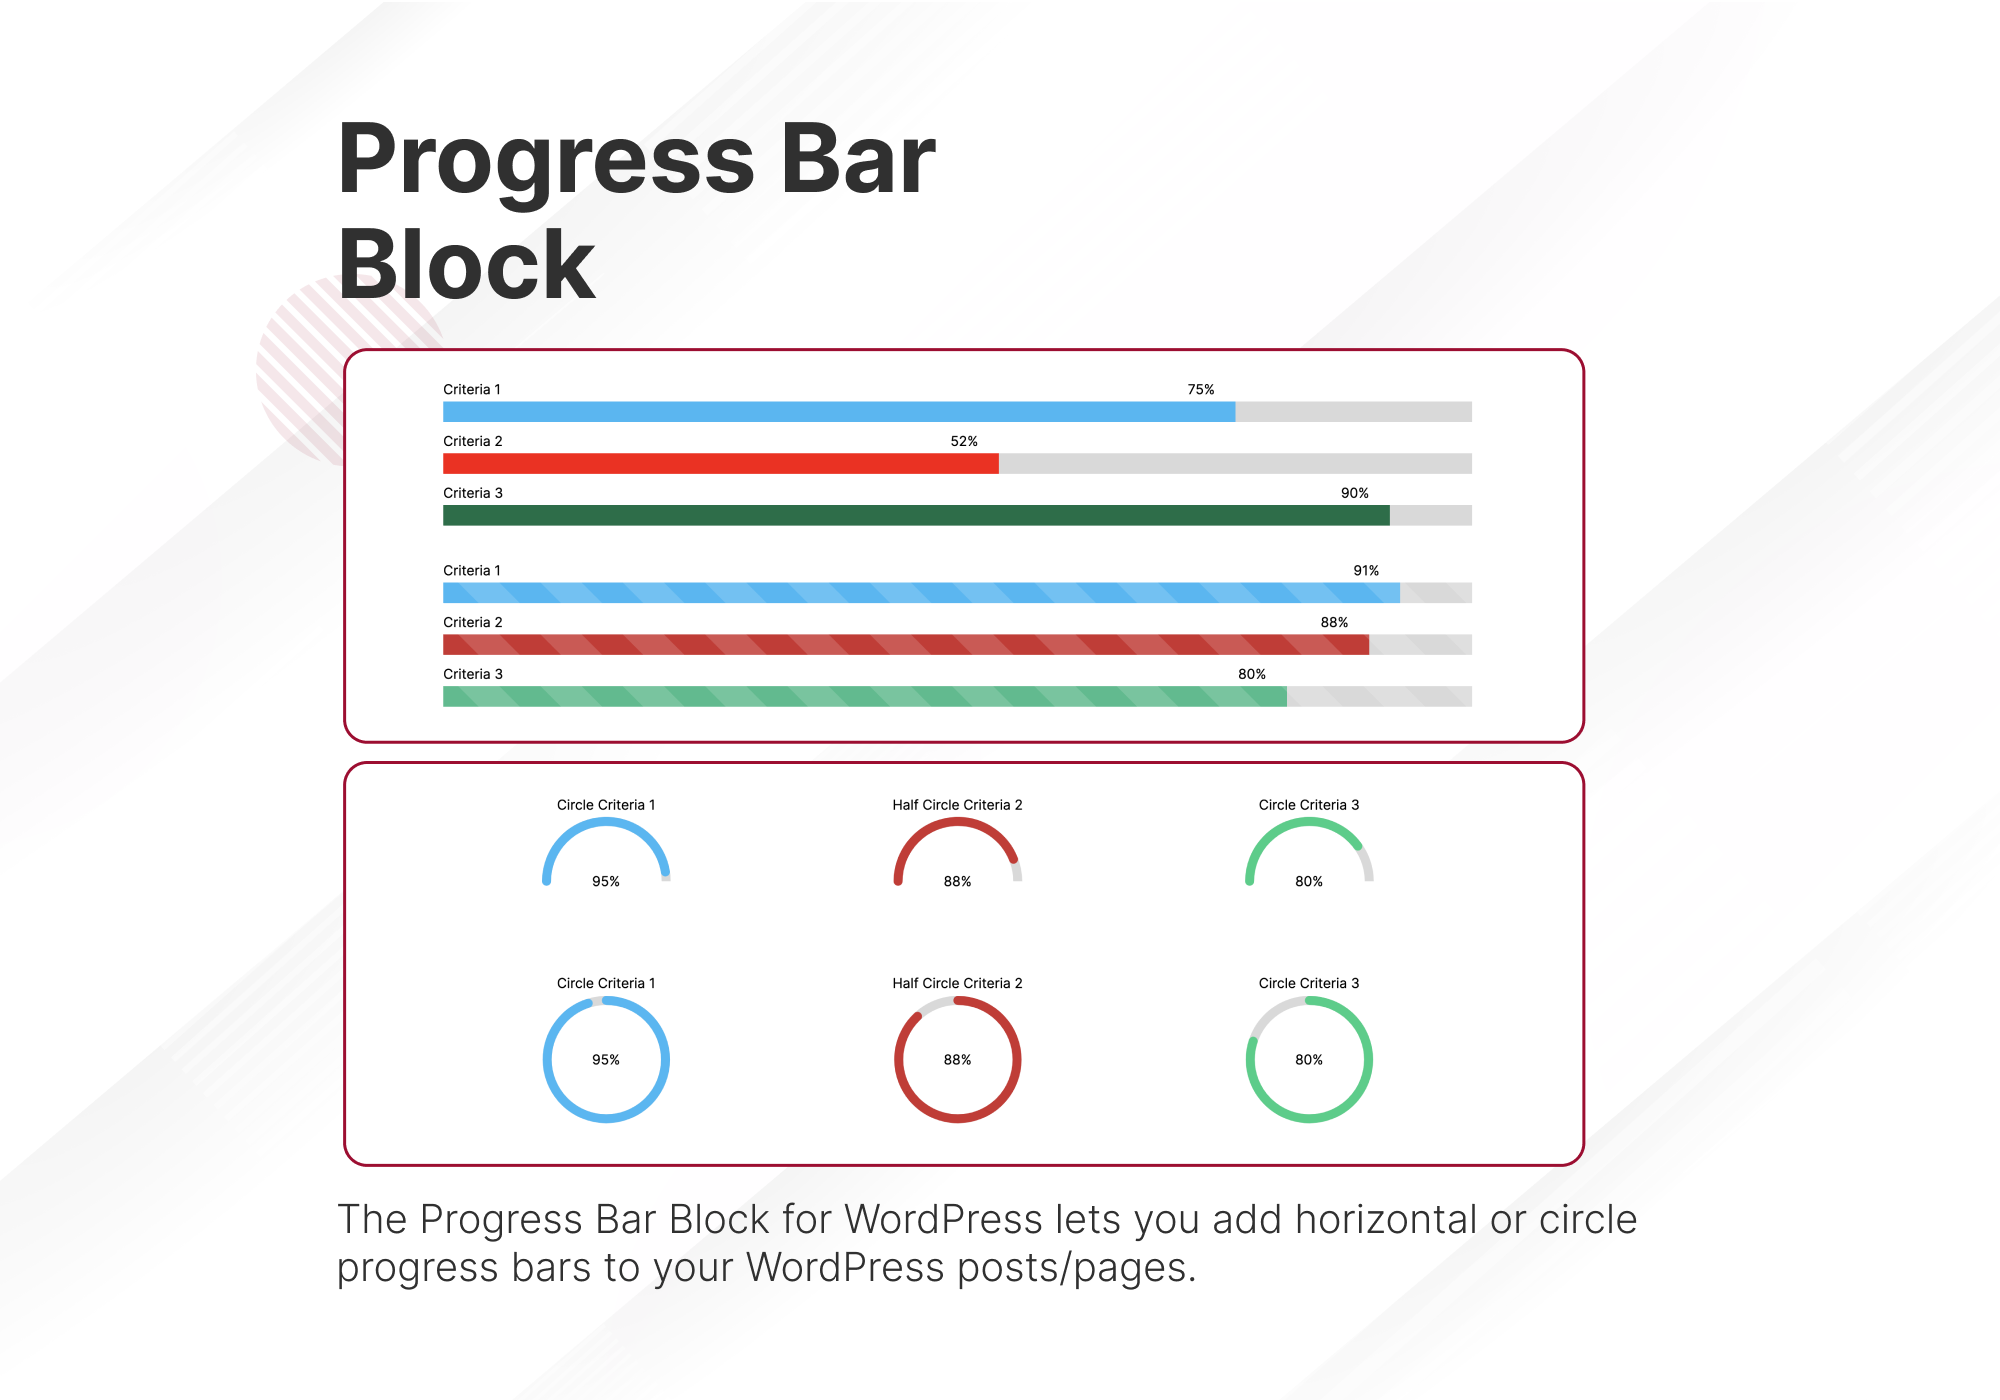 Progress Bar
Block
Criteria 1 75%
Criteria 2 52%
Criteria 3 90%
Criteria 1 91%
Criteria 2 88%
Criteria 3 80%
Circle Criteria 1 Half Circle Criteria 2 Circle Criteria 3
95% 88% 80%
Circle Criteria 1 Half Circle Criteria 2 Circle Criteria 3
95% 88% 80%
The Progress Bar Block for WordPress lets you add horizontal or circle
progress bars to your WordPress posts/pages.